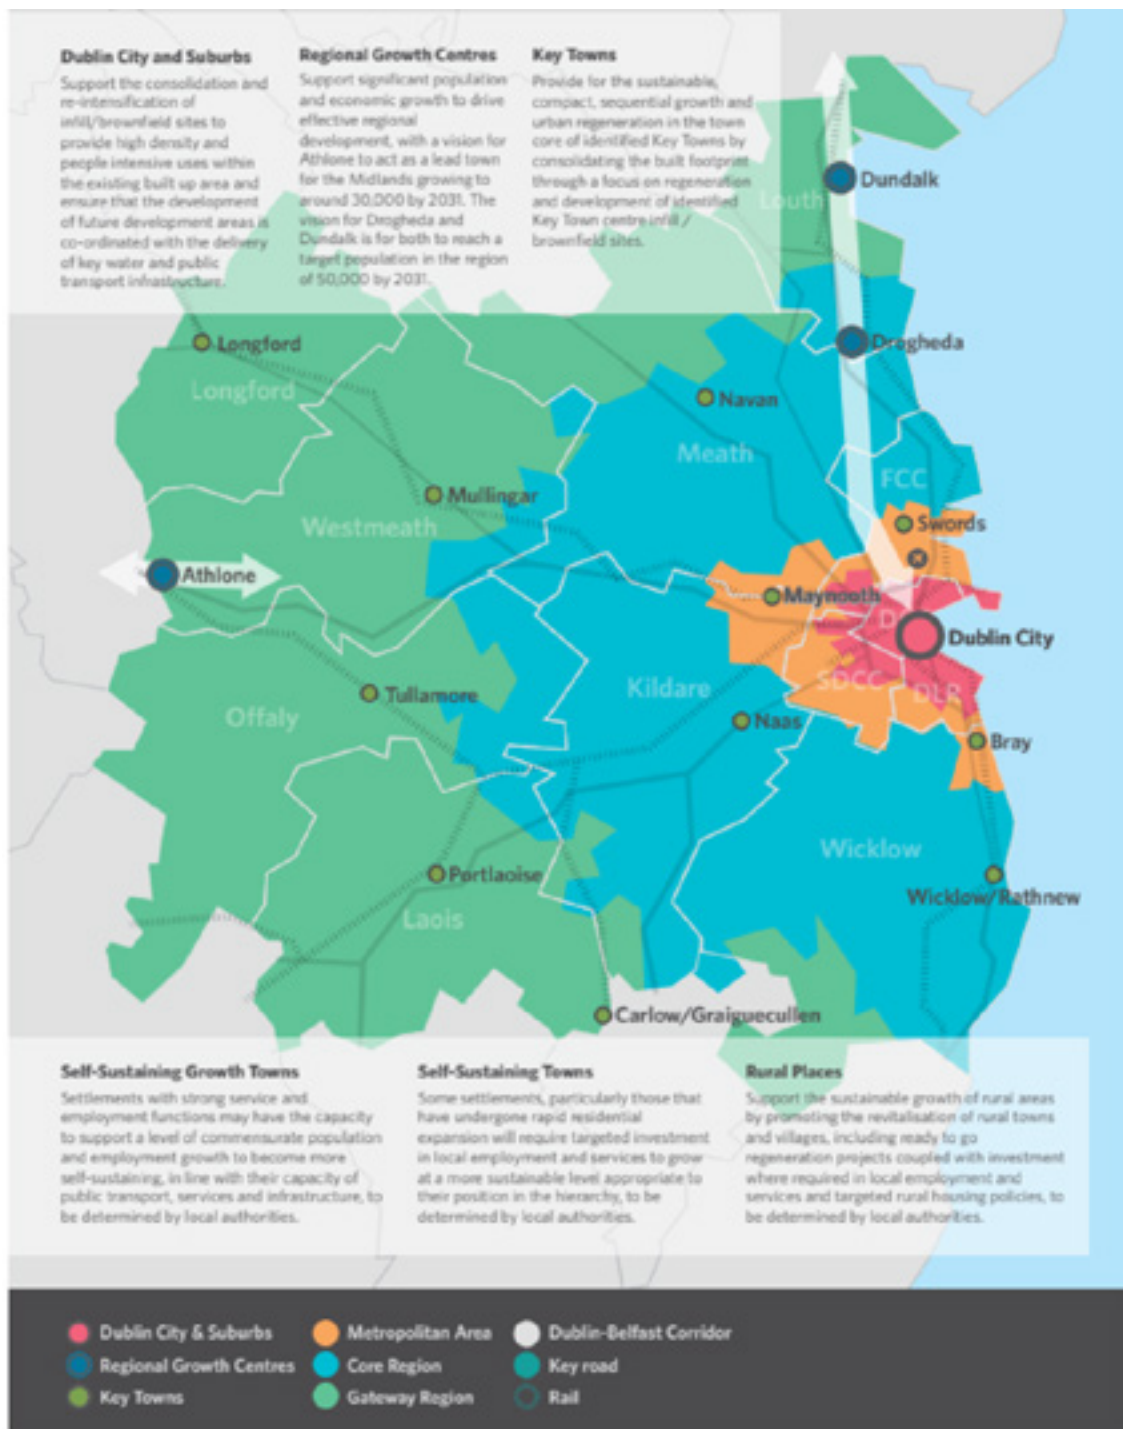 Dublin City and Suburbs
Support the consolidation and
re-intensification of
infill/brownfield sites to
provide high density and
people intensive uses within
the existing built up area and
ensure that the development
of future development areas is
co-ordinated with the delivery
of key water and public
transport infrastructure.
Regional Growth Centres
Support significant population
and economic growth to drive
effective regional
development, with a vision for
Athlone to act as a lead town
for the Midlands growing to
around 30,000 by 2031. The
vision for Drogheda and
Dundalk is for both to reach a
target population in the region
of 50,000 by 2031.
Key Towns
Provide for the sustainable,
compact, sequential growth and
urban regeneration in the town
core of identified Key Towns by
consolidating the built footprint
through a focus on regeneration
and development of identified
Key Town centre infill /
brownfield sites.
Dundalk
Louth
Longford
Drogheda
Longford
Navan
Meath
FCC
Mullingar
Westmeath
Swords
Athlone
Maynooth
Dublin City
Kildare
SDCC
DLR
Tullamore
Offaly
Naas
Bray
Wicklow
Portlaoise
Wicklow/Rathnew
Laois
Carlow/Graiguecullen
Self-Sustaining Growth Towns
Settlements with strong service and
employment functions may have the capacity
to support a level of commensurate population
and employment growth to become more
self-sustaining, in line with their capacity of
public transport, services and infrastructure, to
be determined by local authorities.
Self-Sustaining Towns
Some settlements, particularly those that
have undergone rapid residential
expansion will require targeted investment
in local employment and services to grow
at a more sustainable level appropriate to
their position in the hierarchy, to be
determined by local authorities.
Rural Places
Support the sustainable growth of rural areas
by promoting the revitalisation of rural towns
and villages, including ready to go
regeneration projects coupled with investment
where required in local employment and
services and targeted rural housing policies, to
be determined by local authorities.
Dublin City & Suburbs
Regional Growth Centres
Key Towns
Metropolitan Area
Core Region
Gateway Region
Dublin-Belfast Corridor
Key road
Rail